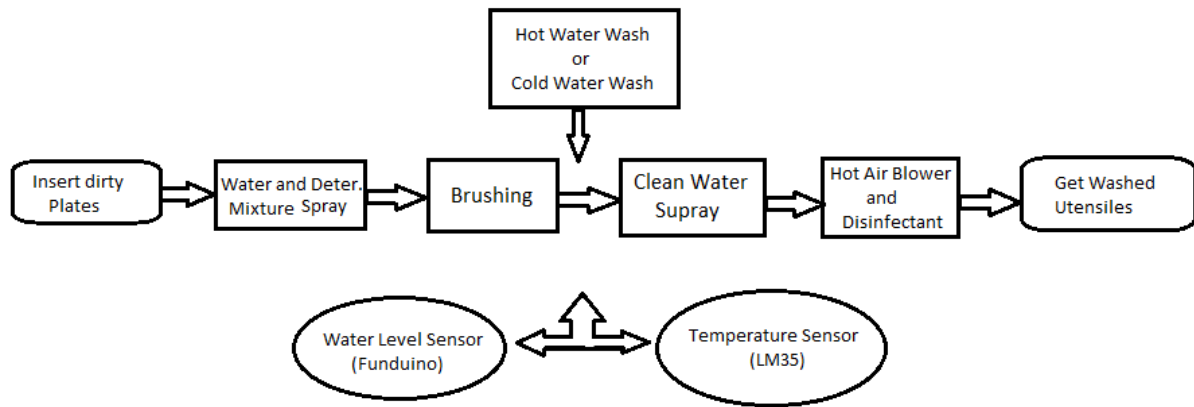 Hot Water Wash
or
Cold Water Wash
Insert dirty
Plates
Water and Deter.
Mixture Spray
Brushing
Clean Water
Supray
Hot Air Blower
and
Disinfectant
Get Washed
Utensiles
Water Level Sensor
(Funduino)
Temperature Sensor
(LM35)